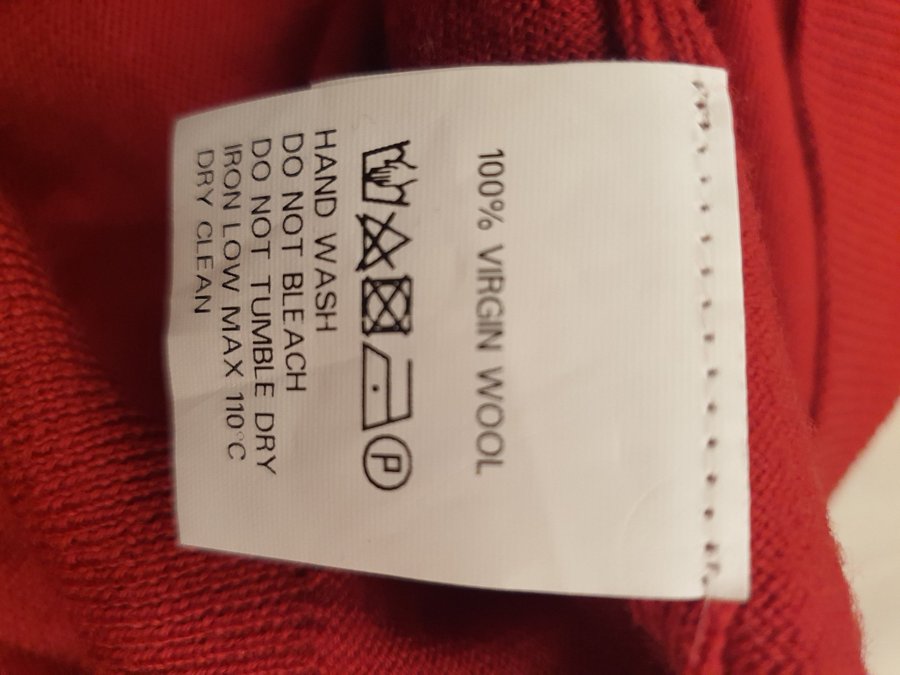 100% VIRGIN WOOL
P
HAND WASH
DO NOT BLEACH
DO NOT TUMBLE DRY
IRON LOW MAX 110°C
DRY CLEAN